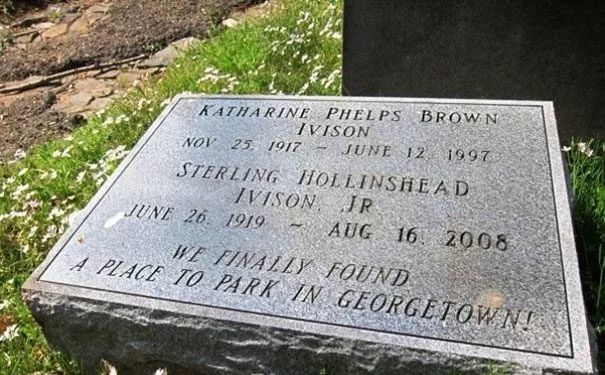 KATHARINE PHELPS BROWN
IVISON
NOV 25, 1917 - JUNE 12, 1997
STERLING HOLLINSHEAD
IVISON, JR
JUNE 26, 1919 - AUG 16, 2008
WE FINALLY FOUND
A PLACE TO PARK IN GEORGETOWN!